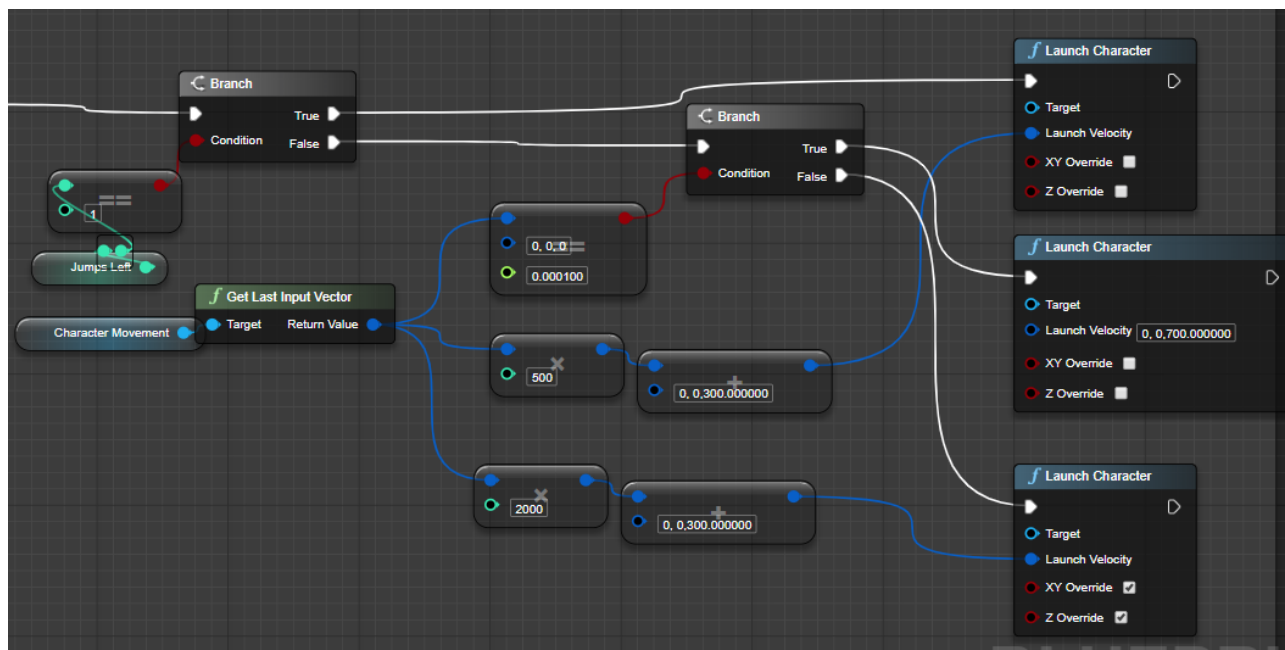 Branch
True
Condition
False
==
1
Jumps Left
f Get Last Input Vector
Target
Return Value
Character Movement
Branch
True
Condition
False
==
0, 0, 0
0.000100
×
500
+
0, 0,300.000000
×
2000
+
0, 0,300.000000
f Launch Character
Target
Launch Velocity
XY Override
Z Override
f Launch Character
Target
Launch Velocity 0, 0,700.000000
XY Override
Z Override
f Launch Character
Target
Launch Velocity
XY Override
Z Override